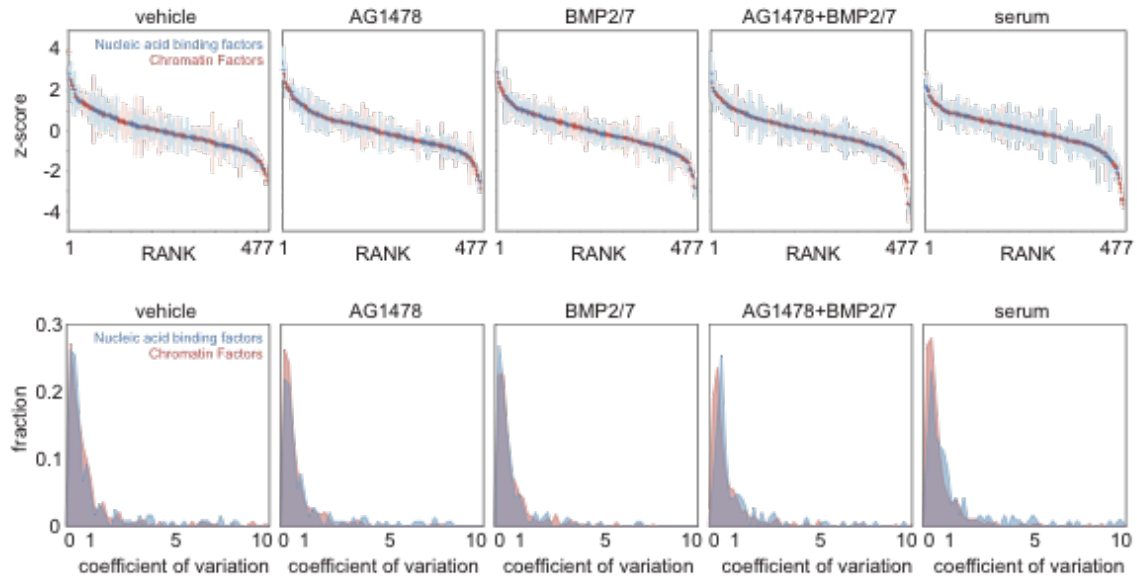 vehicle AG1478 BMP2/7 AG1478+BMP2/7 serum
Nucleic acid binding factors
Chromatin Factors
z-score
4
2
0
-2
-4
1 477 1 477 1 477 1 477 1 477
RANK RANK RANK RANK RANK
vehicle AG1478 BMP2/7 AG1478+BMP2/7 serum
Nucleic acid binding factors
Chromatin Factors
fraction
0.3
0.2
0.1
0
0 1 5 10 0 1 5 10 0 1 5 10 0 1 5 10 0 1 5 10
coefficient of variation coefficient of variation coefficient of variation coefficient of variation coefficient of variation